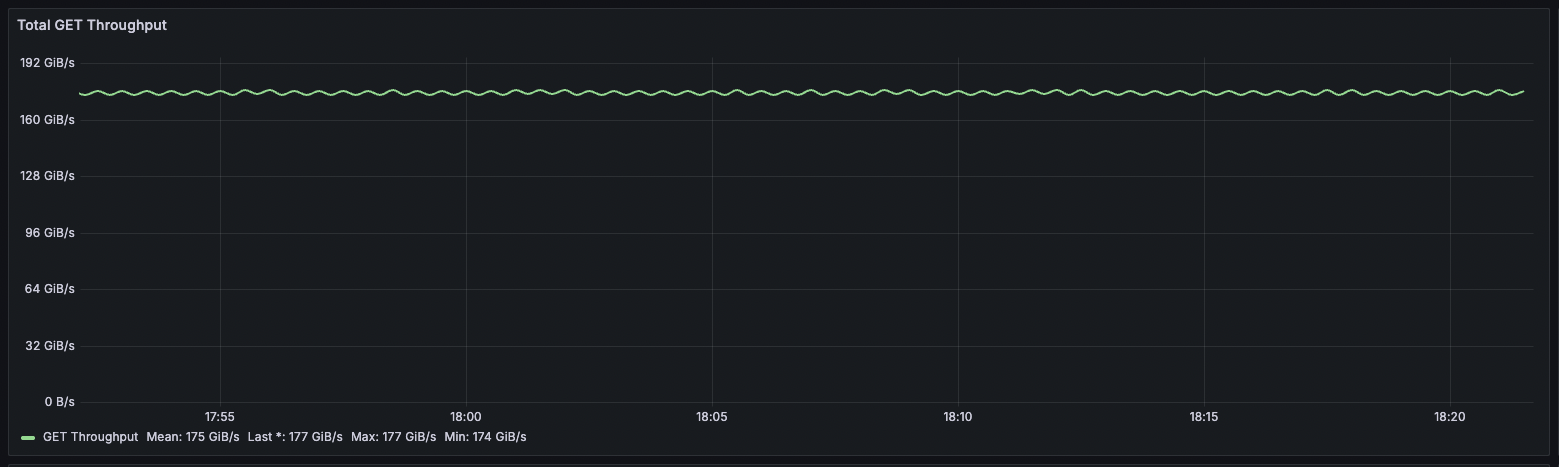 Total GET Throughput
192 GiB/s
160 GiB/s
128 GiB/s
96 GiB/s
64 GiB/s
32 GiB/s
0 B/s
17:55 18:00 18:05 18:10 18:15 18:20
GET Throughput Mean: 175 GiB/s Last *: 177 GiB/s Max: 177 GiB/s Min: 174 GiB/s